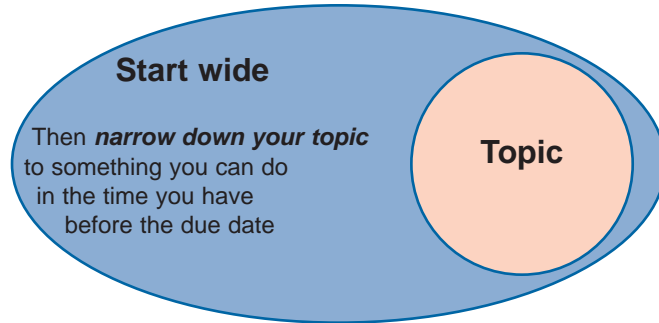 Start wide
Then narrow down your topic
to something you can do
in the time you have
before the due date
Topic